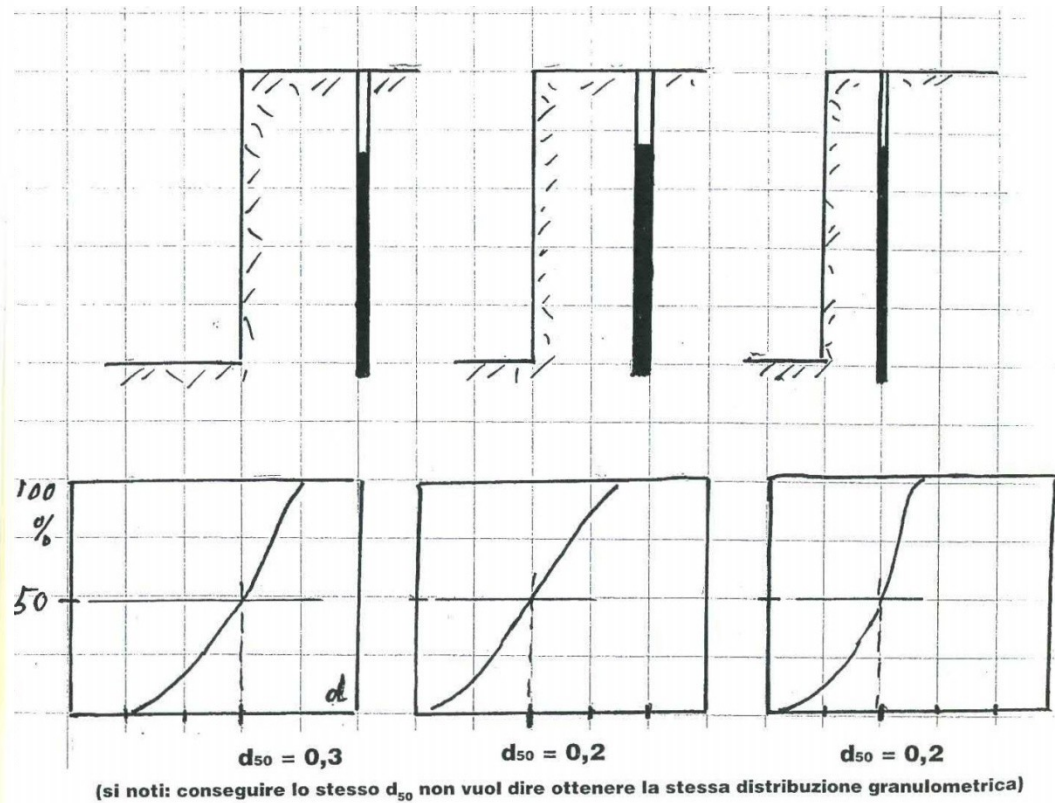 100
%
50
d
d₅₀ = 0,3
d₅₀ = 0,2
d₅₀ = 0,2
(si noti: conseguire lo stesso d₅₀ non vuol dire ottenere la stessa distribuzione granulometrica)